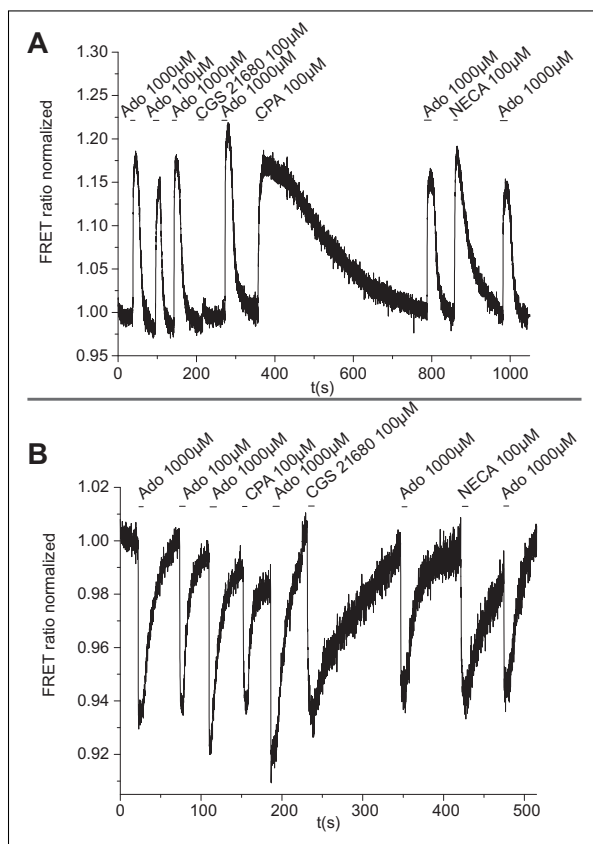 A
Ado 1000µM
Ado 100µM
Ado 1000µM
CGS 21680 100µM
Ado 1000µM
CPA 100µM
Ado 1000µM
NECA 100µM
Ado 1000µM
FRET ratio normalized
1.30
1.25
1.20
1.15
1.10
1.05
1.00
0.95
0 200 400 600 800 1000
t(s)
B
Ado 1000µM
Ado 100µM
Ado 1000µM
CPA 100µM
Ado 1000µM
CGS 21680 100µM
Ado 1000µM
NECA 100µM
Ado 1000µM
FRET ratio normalized
1.02
1.00
0.98
0.96
0.94
0.92
0 100 200 300 400 500
t(s)